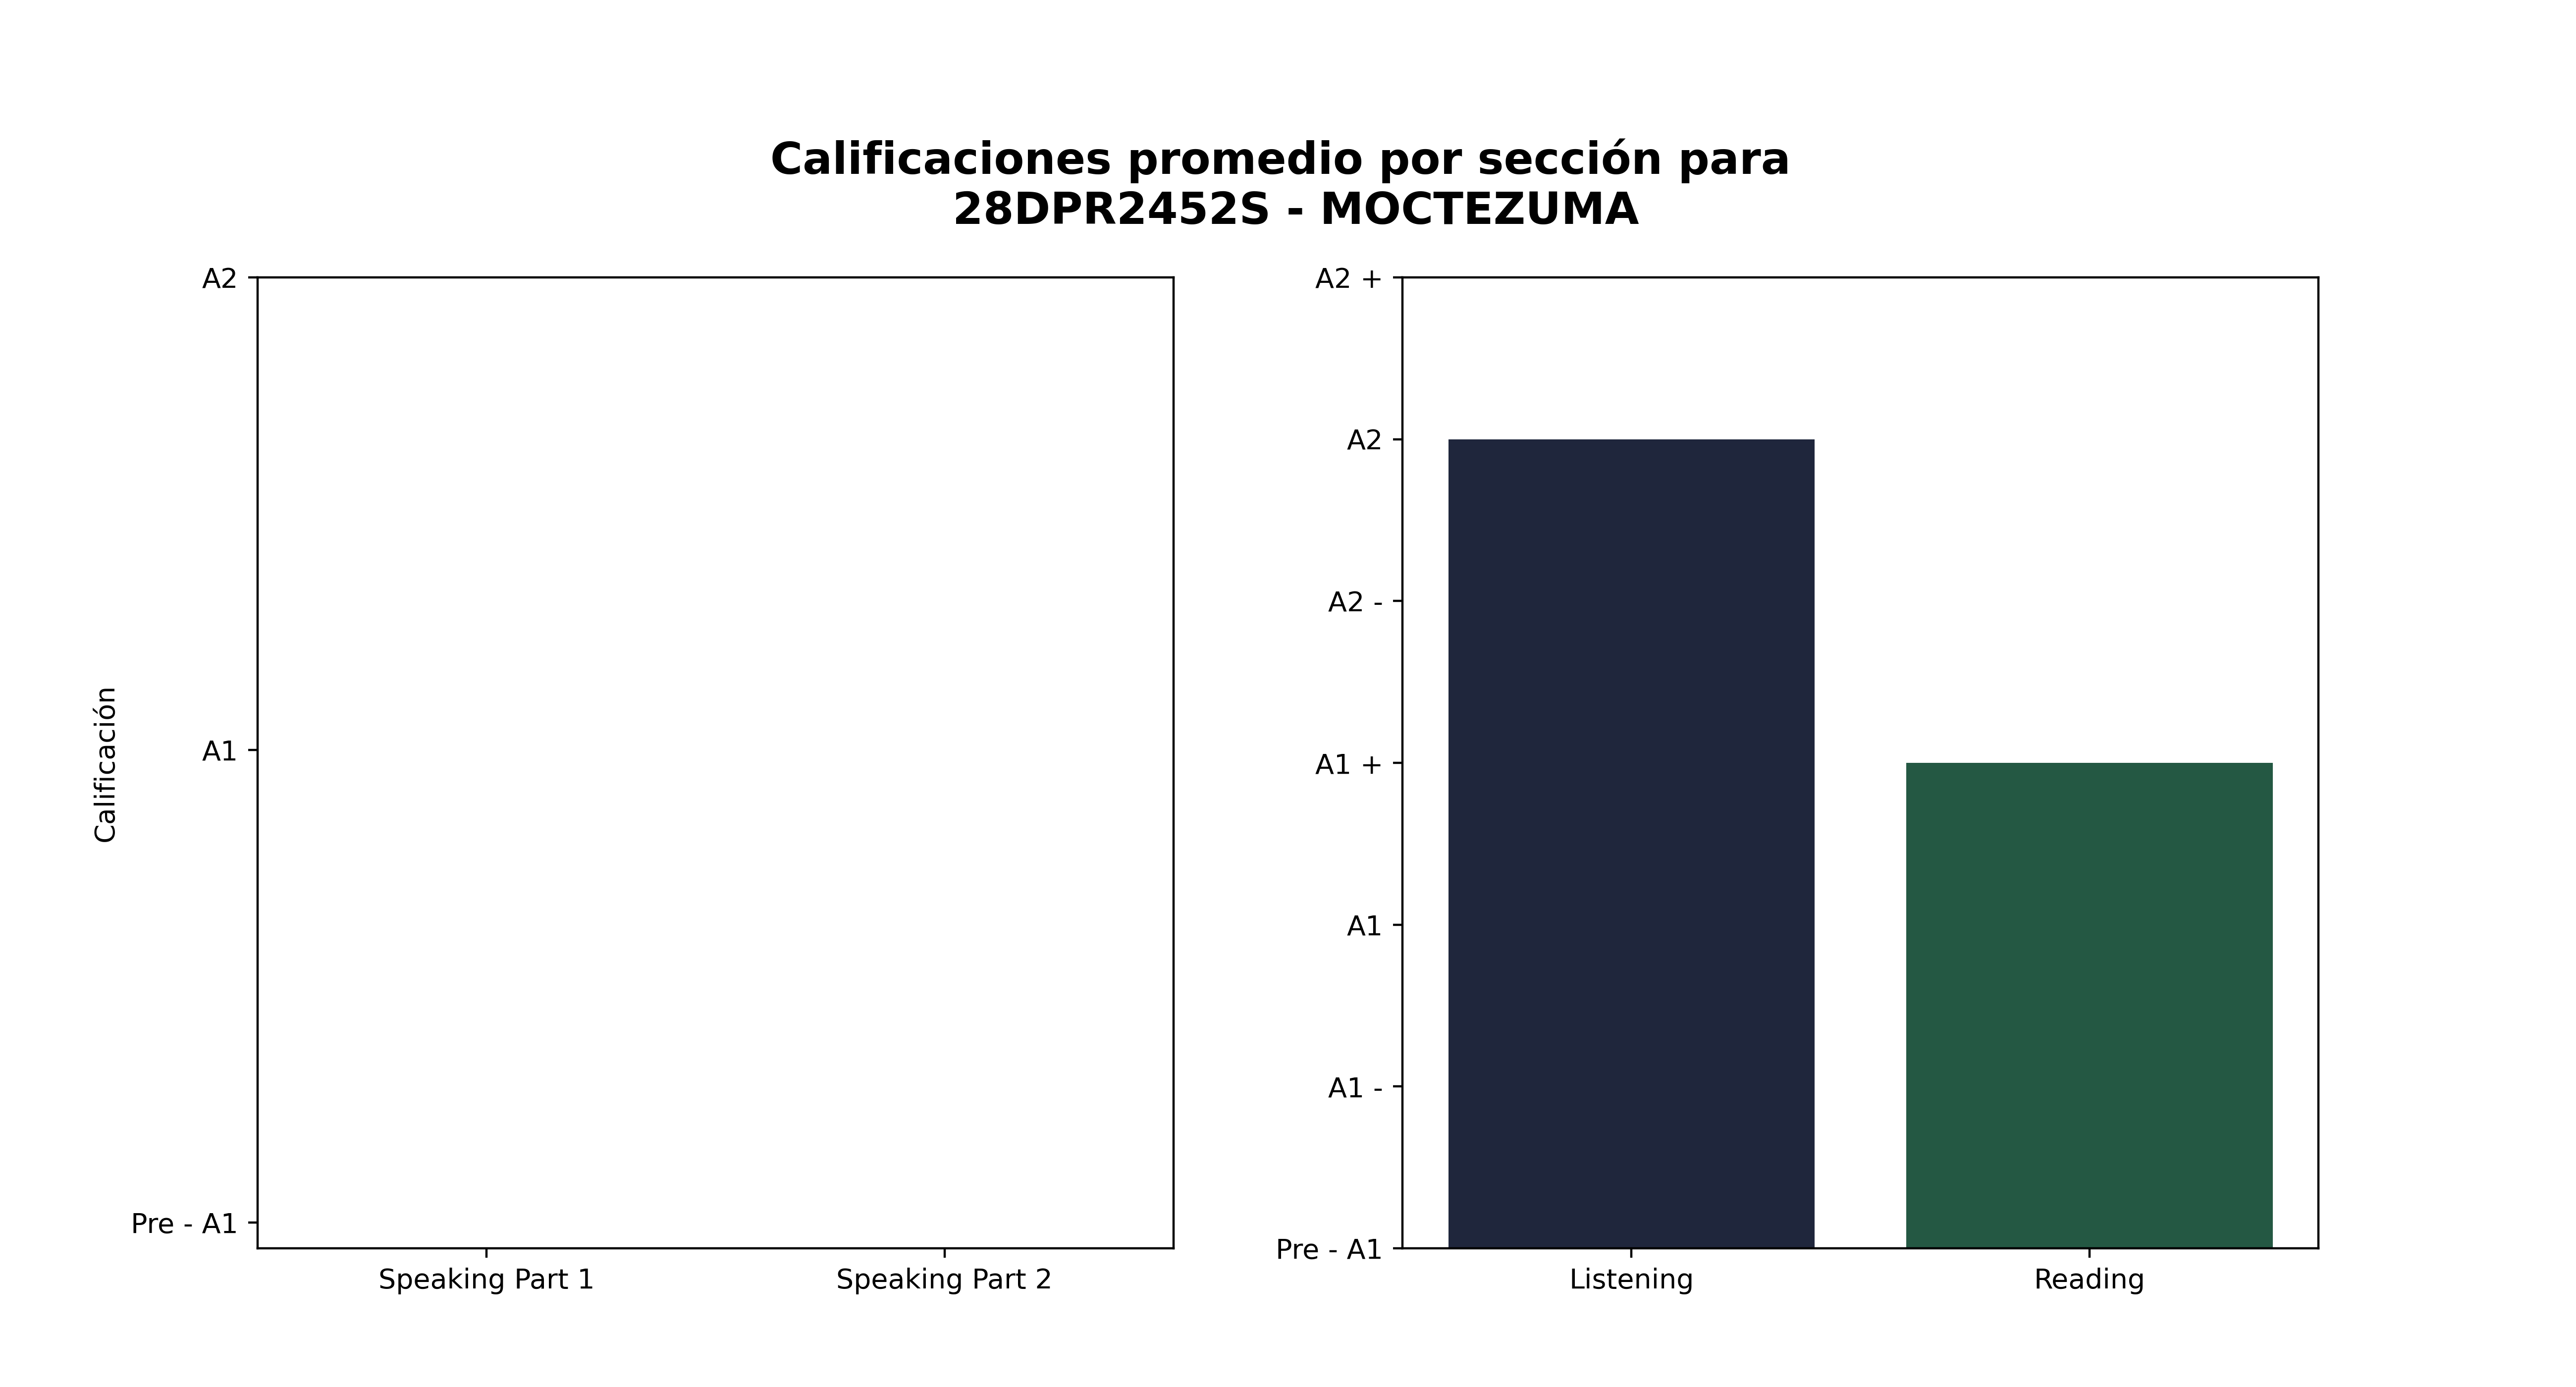 Calificaciones promedio por sección para
28DPR2452S - MOCTEZUMA
Calificación
A2
A1
Pre - A1
Speaking Part 1
Speaking Part 2
A2 +
A2
A2 -
A1 +
A1
A1 -
Pre - A1
Listening
Reading